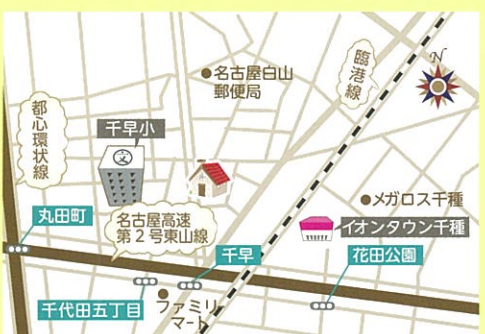 名古屋白山
郵便局
臨港線
N
都心環状線
千早小
文
メガロス千種
丸田町
名古屋高速
第2号東山線
イオンタウン千種
千早
花田公園
千代田五丁目
ファミリー
マート